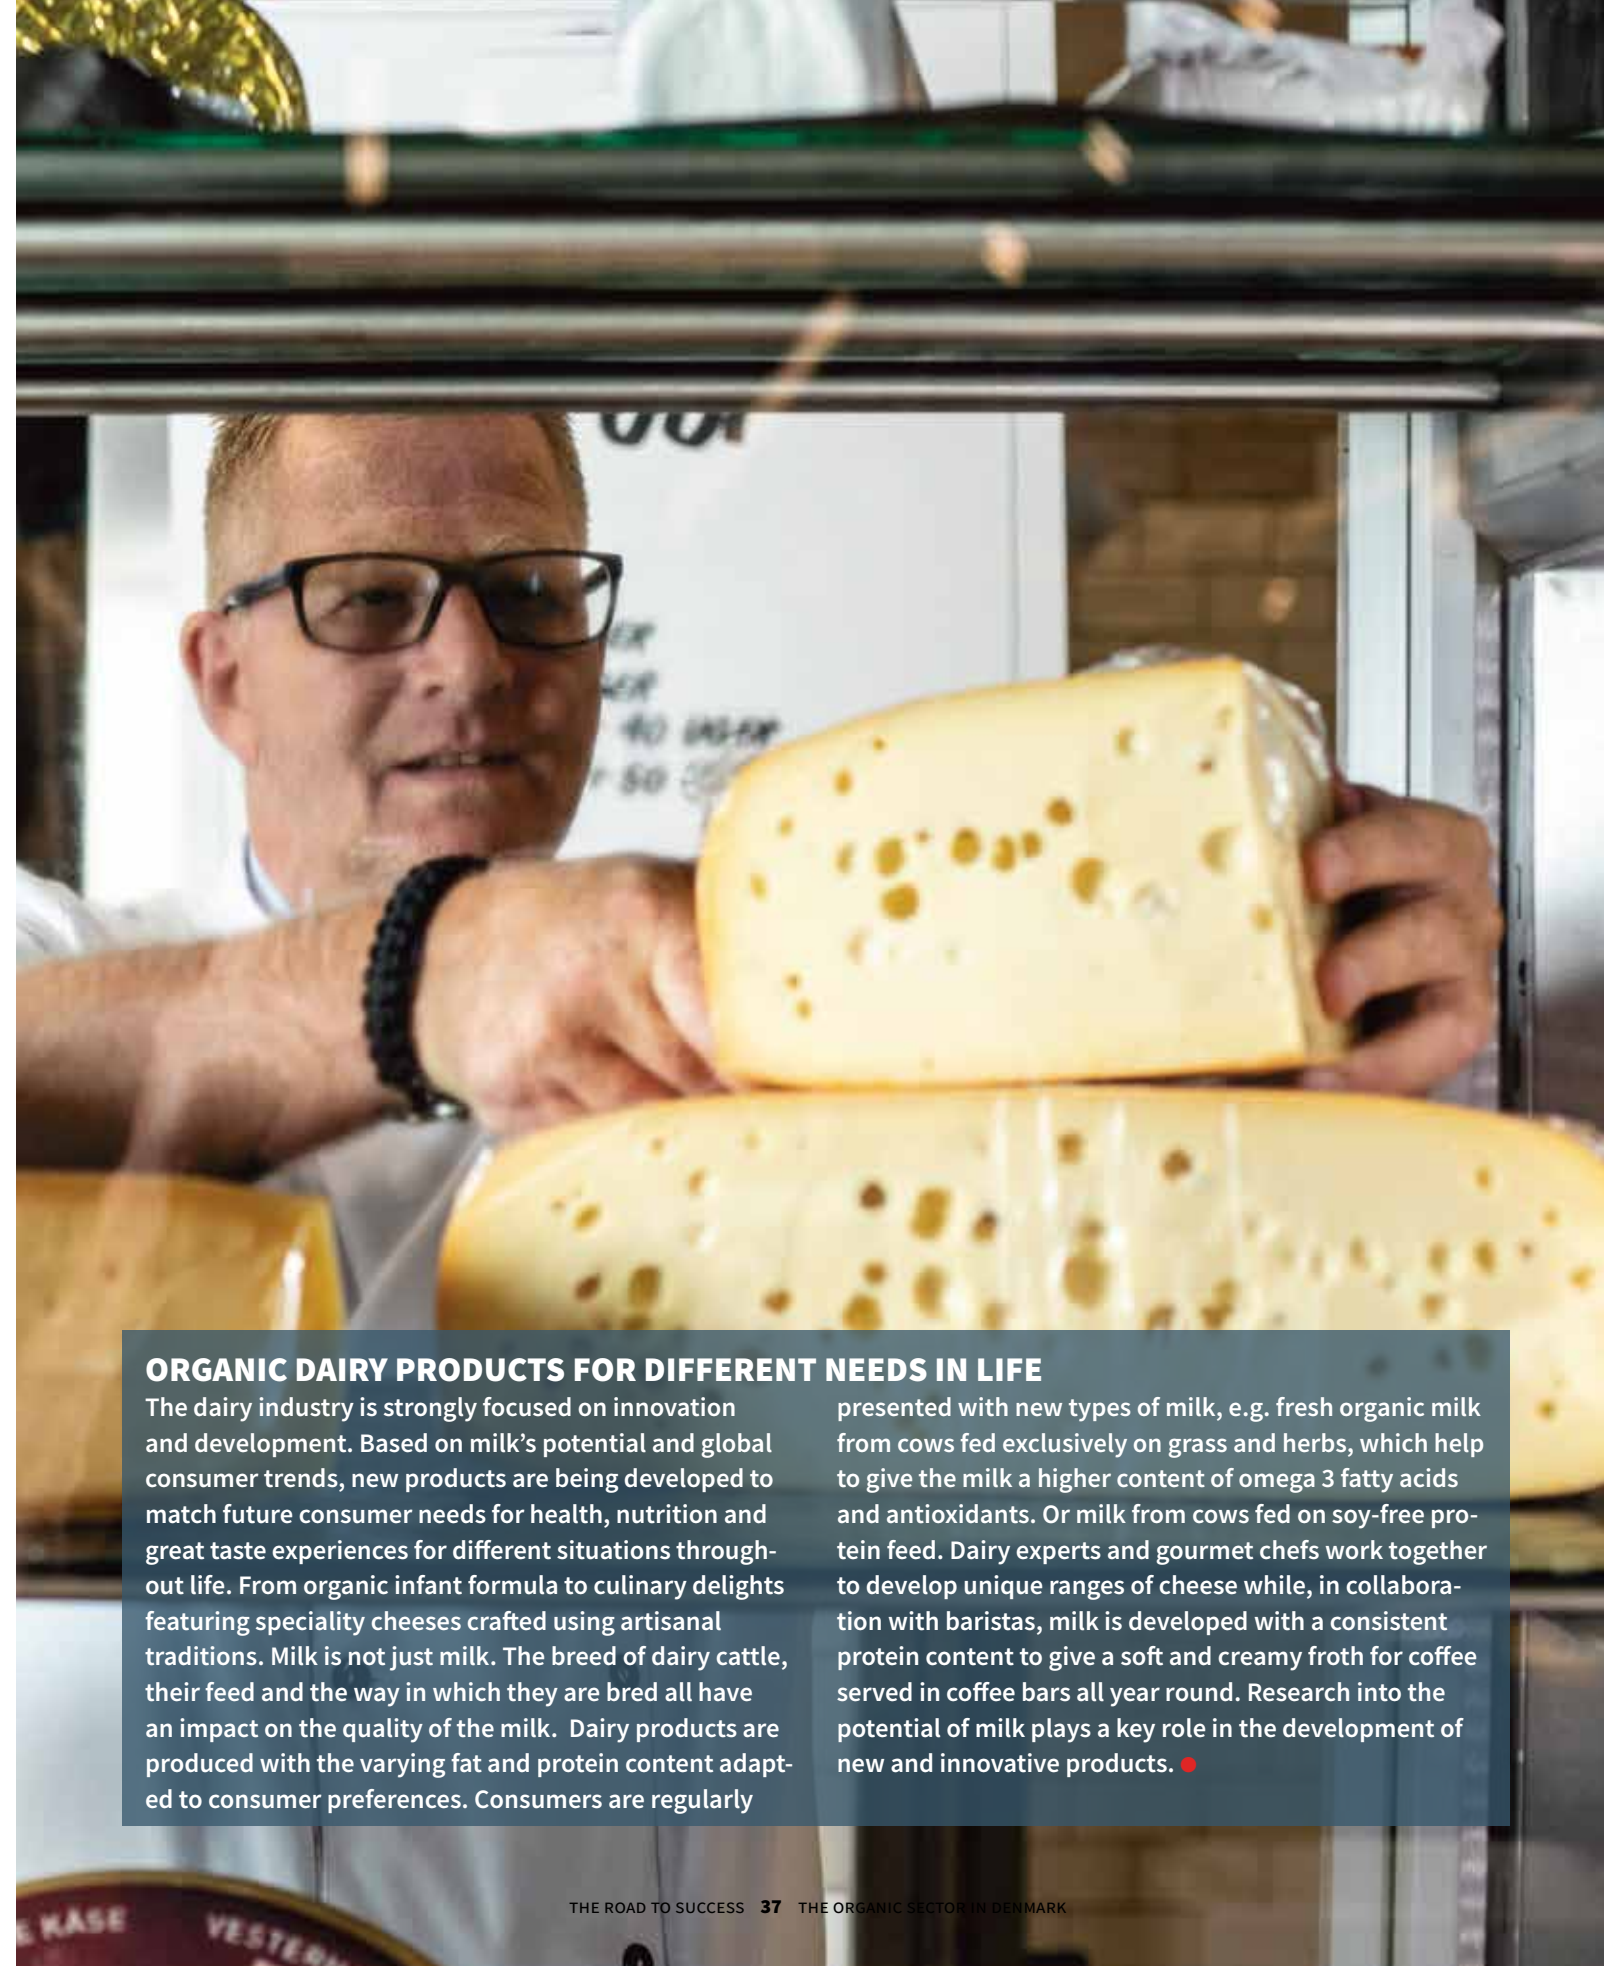 40 UGER
50
ORGANIC DAIRY PRODUCTS FOR DIFFERENT NEEDS IN LIFE
The dairy industry is strongly focused on innovation
and development. Based on milk’s potential and global
consumer trends, new products are being developed to
match future consumer needs for health, nutrition and
great taste experiences for different situations through-
out life. From organic infant formula to culinary delights
featuring speciality cheeses crafted using artisanal
traditions. Milk is not just milk. The breed of dairy cattle,
their feed and the way in which they are bred all have
an impact on the quality of the milk.  Dairy products are
produced with the varying fat and protein content adapt-
ed to consumer preferences. Consumers are regularly
presented with new types of milk, e.g. fresh organic milk
from cows fed exclusively on grass and herbs, which help
to give the milk a higher content of omega 3 fatty acids
and antioxidants. Or milk from cows fed on soy-free pro-
tein feed. Dairy experts and gourmet chefs work together
to develop unique ranges of cheese while, in collabora-
tion with baristas, milk is developed with a consistent
protein content to give a soft and creamy froth for coffee
served in coffee bars all year round. Research into the
potential of milk plays a key role in the development of
new and innovative products.
KÄSE
THE ROAD TO SUCCESS 37 THE ORGANIC SECTOR IN DENMARK